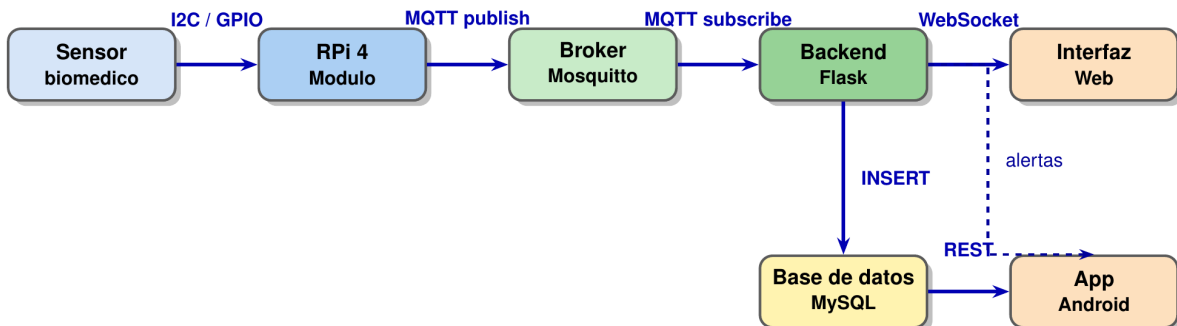 I2C / GPIO
MQTT publish
MQTT subscribe
WebSocket
Sensor
biomedico
RPi 4
Modulo
Broker
Mosquitto
Backend
Flask
Interfaz
Web
alertas
INSERT
REST
Base de datos
MySQL
App
Android